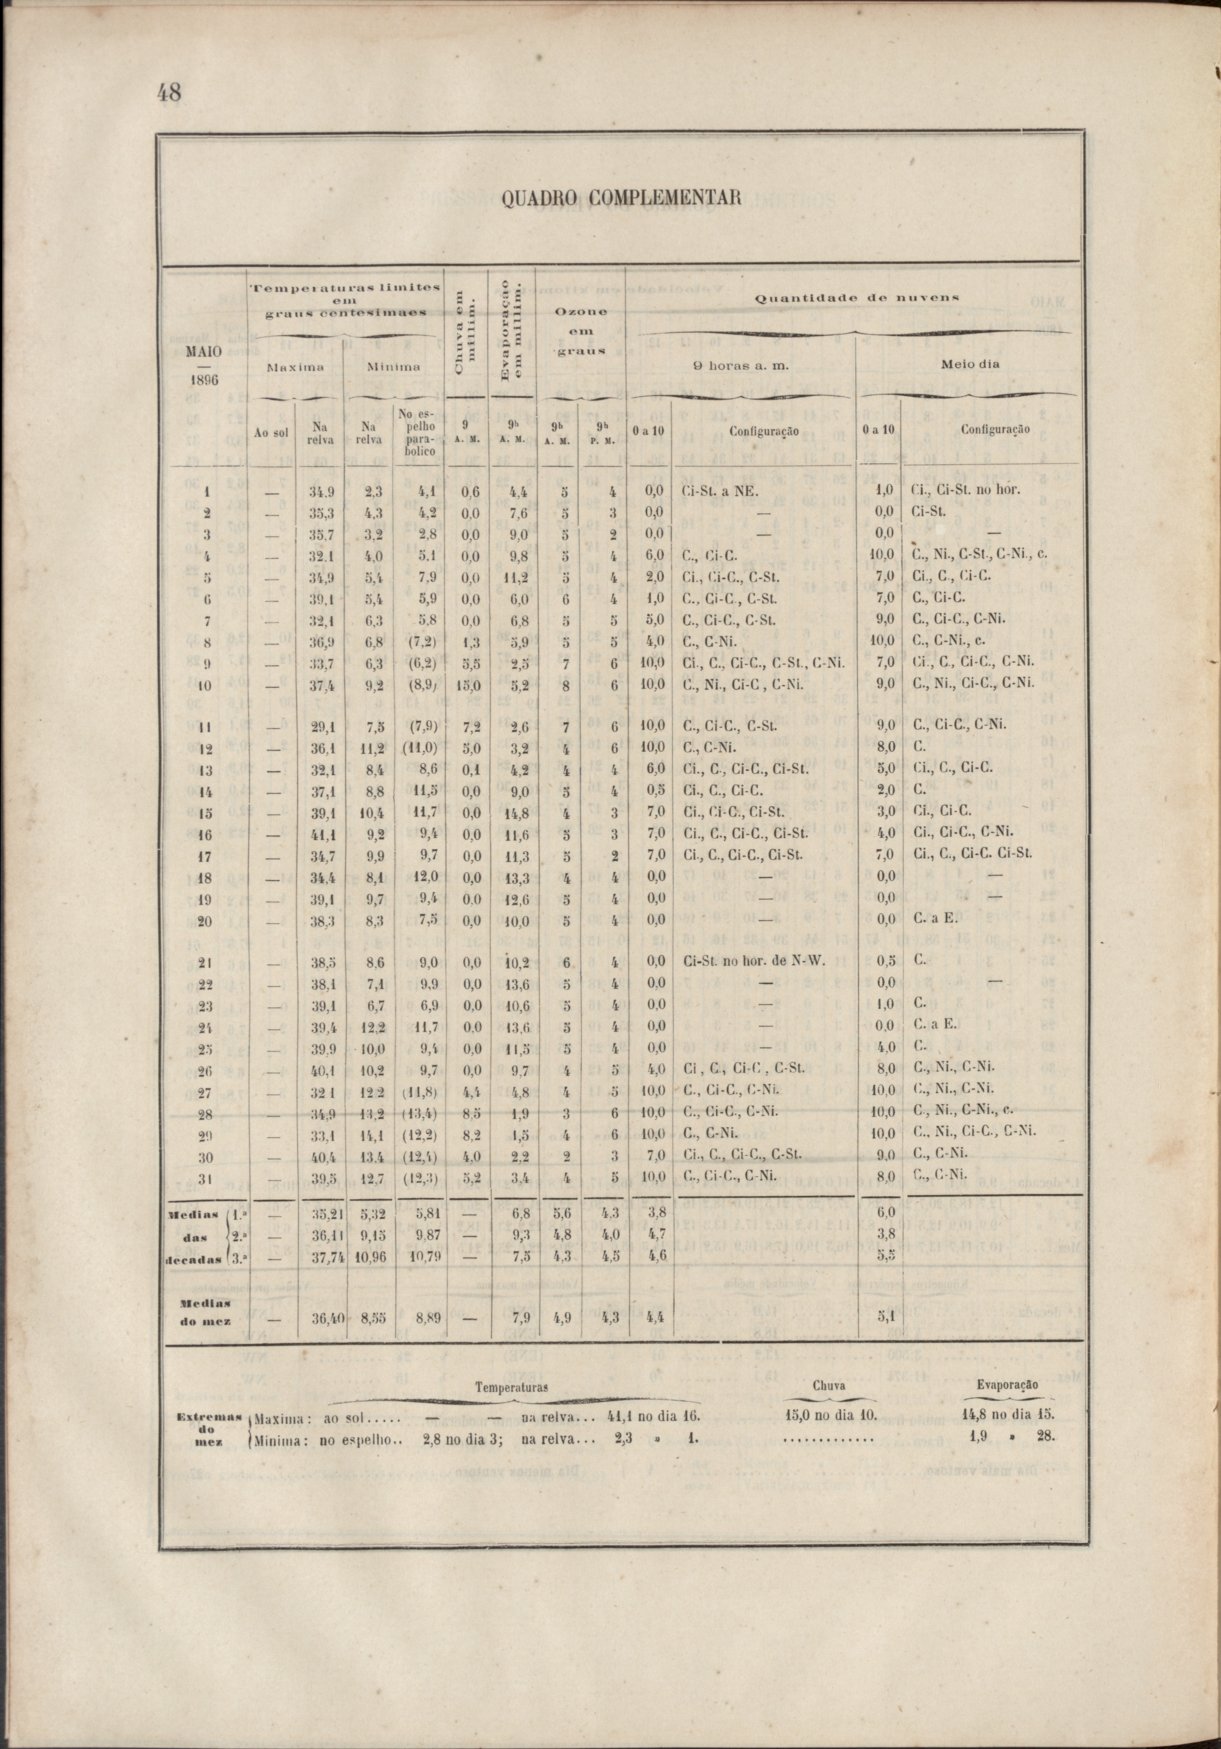 48
QUADRO COMPLEMENTAR
MAIO
—
1896
Temperaturas limites
em
graus centesimaes
Chuva em
millim.
Evaporação
em millim.
Ozone
em
graus
Quantidade de nuvens
Maxima Minima 9 horas a. m. Meio dia
Ao sol Na relva Na relva No es-pelho para-bolico 9 A. M. 9h A. M. 9h A. M. 9h P. M. 0 a 10 Configuração 0 a 10 Configuração
1 — 34,9 2,3 4,1 0,6 4,4 5 4 0,0 Ci-St. a NE. 1,0 Ci., Ci-St. no hor.
2 — 35,3 4,3 4,2 0,0 7,6 5 3 0,0 — 0,0 Ci-St.
3 — 35,7 3,2 2,8 0,0 9,0 5 2 0,0 — 0,0 —
4 — 32,1 4,0 5,1 0,0 9,8 5 4 6,0 C., Ci-C. 10,0 C., Ni., C-St., C-Ni., c.
5 — 34,9 5,4 7,9 0,0 11,2 5 4 2,0 Ci., Ci-C., C-St. 7,0 Ci., C., Ci-C.
6 — 39,1 5,4 5,9 0,0 6,0 6 4 1,0 C., Ci-C., C-St. 7,0 C., Ci-C.
7 — 32,1 6,3 5,8 0,0 6,8 5 5 5,0 C., Ci-C., C-St. 9,0 C., Ci-C., C-Ni.
8 — 36,9 6,8 (7,2) 1,3 5,9 5 5 4,0 C., C-Ni. 10,0 C., C-Ni., c.
9 — 33,7 6,3 (6,2) 5,5 2,5 7 6 10,0 Ci., C., Ci-C., C-St., C-Ni. 7,0 Ci., C., Ci-C., C-Ni.
10 — 37,4 9,2 (8,9) 15,0 5,2 8 6 10,0 C., Ni., Ci-C., C-Ni. 9,0 C., Ni., Ci-C., C-Ni.
11 — 29,1 7,5 (7,9) 7,2 2,6 7 6 10,0 C., Ci-C., C-St. 9,0 C., Ci-C., C-Ni.
12 — 36,1 11,2 (11,0) 5,0 3,2 4 6 10,0 C., C-Ni. 8,0 C.
13 — 32,1 8,4 8,6 0,1 4,2 4 4 6,0 Ci., C., Ci-C., Ci-St. 5,0 Ci., C., Ci-C.
14 — 37,1 8,8 11,5 0,0 9,0 5 4 0,5 Ci., C., Ci-C. 2,0 C.
15 — 39,1 10,4 11,7 0,0 14,8 4 3 7,0 Ci., Ci-C., Ci-St. 3,0 Ci., Ci-C.
16 — 41,1 9,2 9,4 0,0 11,6 5 3 7,0 Ci., C., Ci-C., Ci-St. 4,0 Ci., Ci-C., C-Ni.
17 — 34,7 9,9 9,7 0,0 11,3 5 2 7,0 Ci., C., Ci-C., Ci-St. 7,0 Ci., C., Ci-C. Ci-St.
18 — 34,4 8,1 12,0 0,0 13,3 4 4 0,0 — 0,0 —
19 — 39,1 9,7 9,4 0,0 12,6 5 4 0,0 — 0,0 —
20 — 38,3 8,3 7,5 0,0 10,0 5 4 0,0 — 0,0 C. a E.
21 — 38,5 8,6 9,0 0,0 10,2 6 4 0,0 Ci-St. no hor. de N-W. 0,5 C.
22 — 38,1 7,1 9,9 0,0 13,6 5 4 0,0 — 0,0 —
23 — 39,1 6,7 6,9 0,0 10,6 5 4 0,0 — 1,0 C.
24 — 39,4 12,2 11,7 0,0 13,6 5 4 0,0 — 0,0 C. a E.
25 — 39,9 10,0 9,4 0,0 11,5 5 4 0,0 — 4,0 C.
26 — 40,1 10,2 9,7 0,0 9,7 4 5 4,0 Ci., C., Ci-C., C-St. 8,0 C., Ni., C-Ni.
27 — 32,1 12,2 (11,8) 4,4 4,8 4 5 10,0 C., Ci-C., C-Ni. 10,0 C., Ni., C-Ni.
28 — 34,9 13,2 (13,4) 8,5 1,9 3 6 10,0 C., Ci-C., C-Ni. 10,0 C., Ni., C-Ni., c.
29 — 33,1 14,1 (12,2) 8,2 1,5 4 6 10,0 C., C-Ni. 10,0 C., Ni., Ci-C., C-Ni.
30 — 40,4 13,4 (12,4) 4,0 2,2 2 3 7,0 Ci., C., Ci-C., C-St. 9,0 C., C-Ni.
31 — 39,5 12,7 (12,3) 5,2 3,4 4 5 10,0 C., Ci-C., C-Ni. 8,0 C., C-Ni.
Medias 1.ª — 35,21 5,32 5,81 — 6,8 5,6 4,3 3,8 6,0
das 2.ª — 36,11 9,15 9,87 — 9,3 4,8 4,0 4,7 3,8
decadas 3.ª — 37,74 10,96 10,79 — 7,5 4,3 4,5 4,6 5,5
Medias
do mez — 36,40 8,55 8,89 — 7,9 4,9 4,3 4,4 5,1
Temperaturas Chuva Evaporação
Extremas do mez
Maxima: ao sol..... — — na relva... 41,1 no dia 16. 15,0 no dia 10. 14,8 no dia 15.
Minima: no espelho.. 2,8 no dia 3; na relva... 2,3 » 1. ............. 1,9 » 28.